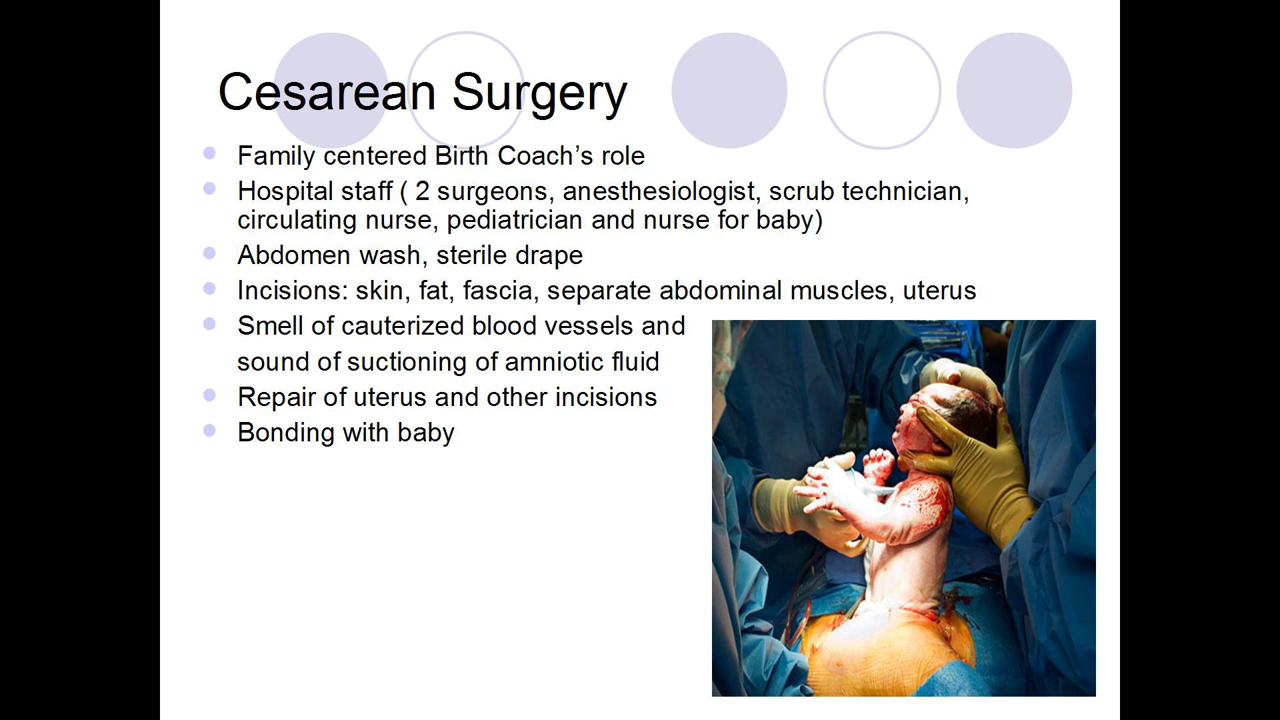 Cesarean Surgery
Family centered Birth Coach’s role
Hospital staff ( 2 surgeons, anesthesiologist, scrub technician,
circulating nurse, pediatrician and nurse for baby)
Abdomen wash, sterile drape
Incisions: skin, fat, fascia, separate abdominal muscles, uterus
Smell of cauterized blood vessels and
sound of suctioning of amniotic fluid
Repair of uterus and other incisions
Bonding with baby